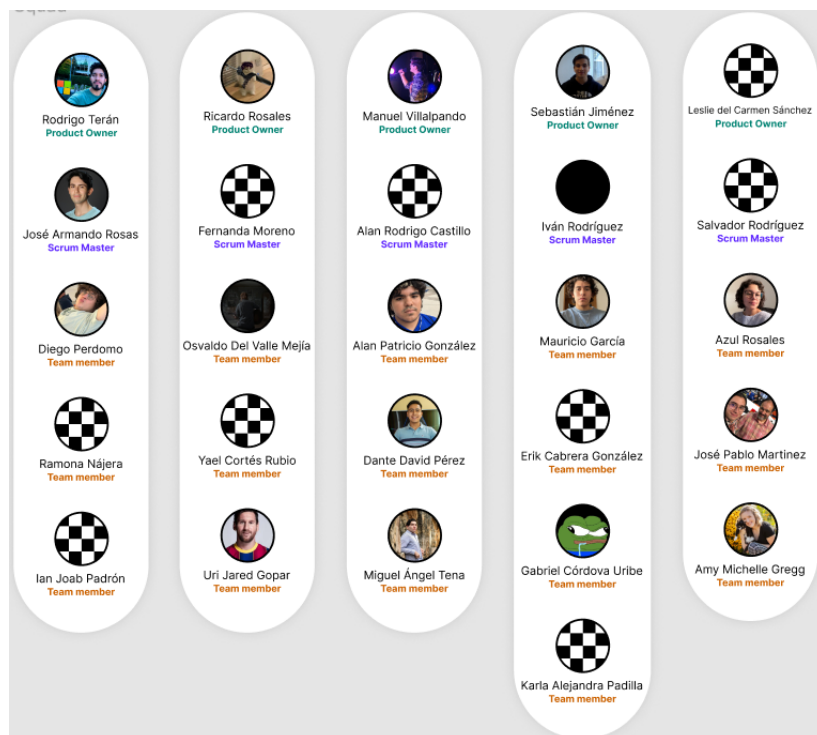 Squad
Rodrigo Terán
Product Owner
José Armando Rosas
Scrum Master
Diego Perdomo
Team member
Ramona Nájera
Team member
Ian Joab Padrón
Team member
Ricardo Rosales
Product Owner
Fernanda Moreno
Scrum Master
Osvaldo Del Valle Mejía
Team member
Yael Cortés Rubio
Team member
Uri Jared Gopar
Team member
Manuel Villalpando
Product Owner
Alan Rodrigo Castillo
Scrum Master
Alan Patricio González
Team member
Dante David Pérez
Team member
Miguel Ángel Tena
Team member
Sebastián Jiménez
Product Owner
Iván Rodríguez
Scrum Master
Mauricio García
Team member
Erik Cabrera González
Team member
Gabriel Córdova Uribe
Team member
Karla Alejandra Padilla
Team member
Leslie del Carmen Sánchez
Product Owner
Salvador Rodríguez
Scrum Master
Azul Rosales
Team member
José Pablo Martinez
Team member
Amy Michelle Gregg
Team member